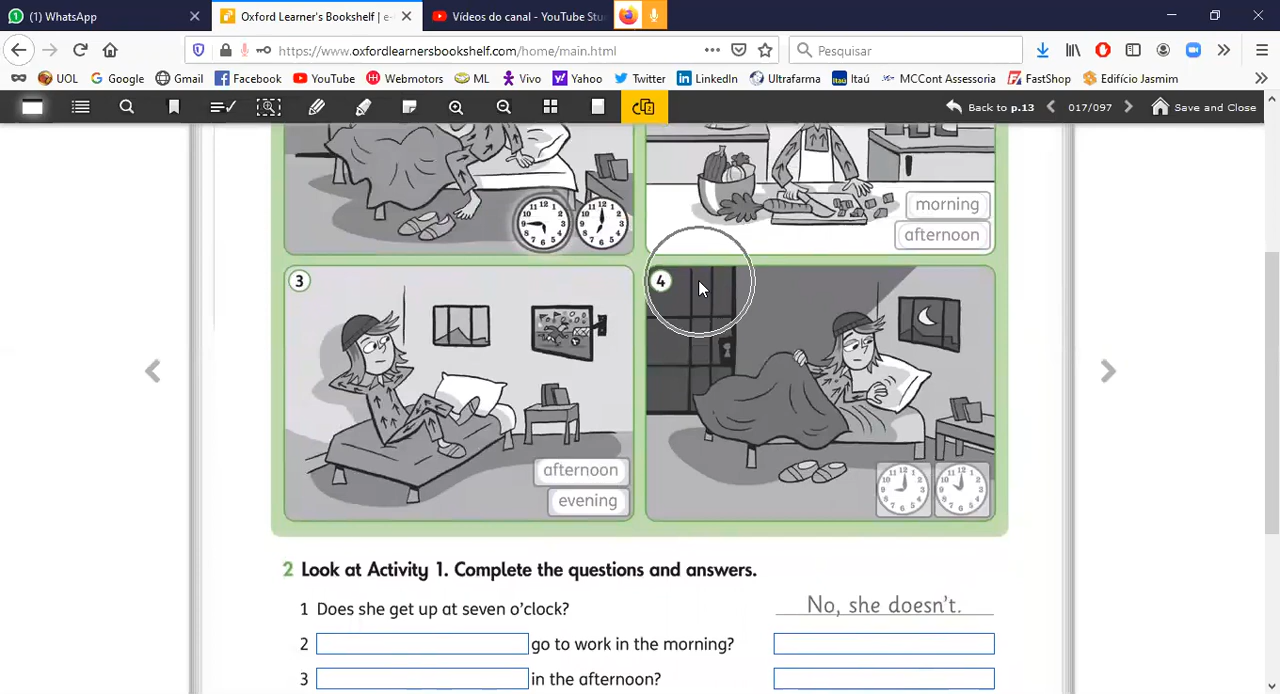 (1) WhatsApp
Oxford Learner's Bookshelf | e-
Vídeos do canal - YouTube Stu
https://www.oxfordlearnersbookshelf.com/home/main.html
Pesquisar
UOL Google Gmail Facebook YouTube Webmotors ML Vivo Yahoo Twitter LinkedIn Ultrafarma Itaú MCCont Assessoria FastShop Edifício Jasmim
Back to p.13 017/097 Save and Close
morning
afternoon
3
4
afternoon
evening
2 Look at Activity 1. Complete the questions and answers.
1 Does she get up at seven o'clock? No, she doesn't.
2 go to work in the morning?
3 in the afternoon?